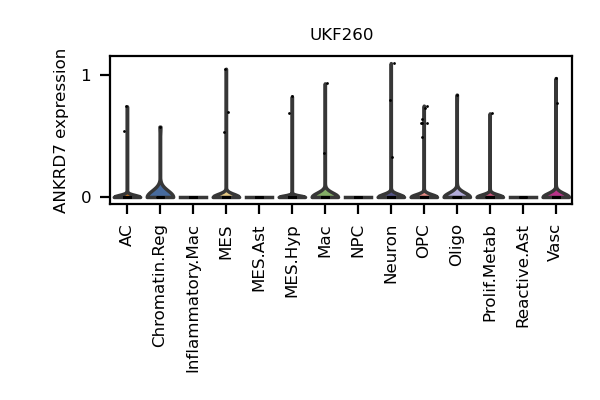 UKF260
ANKRD7 expression
1
0
AC
Chromatin.Reg
Inflammatory.Mac
MES
MES.Ast
MES.Hyp
Mac
NPC
Neuron
OPC
Oligo
Prolif.Metab
Reactive.Ast
Vasc